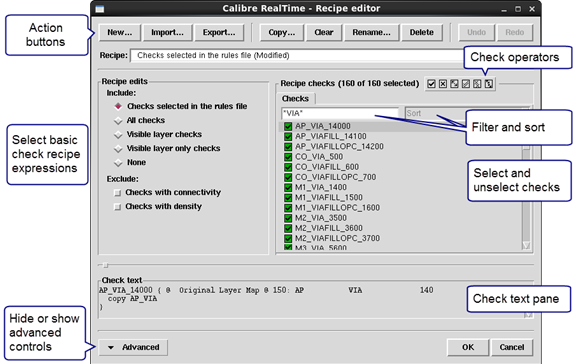 Calibre RealTime - Recipe editor
Action buttons
New... Import... Export... Copy... Clear Rename... Delete Undo Redo
Recipe: Checks selected in the rules file (Modified)
Check operators
Recipe edits
Include:
Checks selected in the rules file
All checks
Visible layer checks
Visible layer only checks
None
Exclude:
Checks with connectivity
Checks with density
Select basic check recipe expressions
Recipe checks (160 of 160 selected)
Checks
"VIA" Sort
Filter and sort
AP_VIA_14000
AP_VIAFILL_14100
AP_VIAFILLOPC_14200
CO_VIA_500
CO_VIAFILL_600
CO_VIAFILLOPC_700
M1_VIA_1400
M1_VIAFILL_1500
M1_VIAFILLOPC_1600
M2_VIA_3500
M2_VIAFILL_3600
M2_VIAFILLOPC_3700
M3_VIA_5600
Select and unselect checks
Check text
AP_VIA_14000 { @ Original Layer Map @ 150: AP VIA 140
copy AP_VIA
}
Check text pane
Hide or show advanced controls
Advanced
OK Cancel